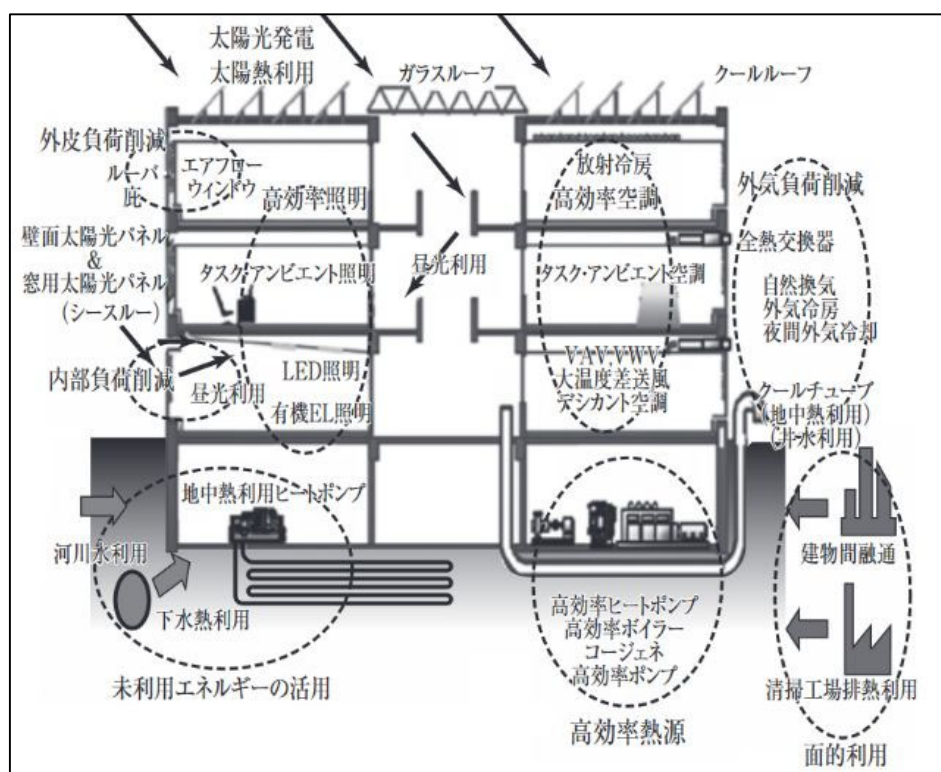 太陽光発電
太陽熱利用
ガラスルーフ
クールルーフ
外皮負荷削減
ルーバ
庇
エアフロー
ウィンドウ
高効率照明
放射冷房
高効率空調
外気負荷削減
壁面太陽光パネル
&
窓用太陽光パネル
(シースルー)
タスク・アンビエント照明
昼光利用
タスク・アンビエント空調
全熱交換器
自然換気
外気冷房
夜間外気冷却
内部負荷削減
昼光利用
LED照明
有機EL照明
VAV,VWV
大温度差送風
デシカント空調
クールチューブ
(地中熱利用)
(井水利用)
地中熱利用ヒートポンプ
河川水利用
下水熱利用
未利用エネルギーの活用
高効率ヒートポンプ
高効率ボイラー
コージェネ
高効率ポンプ
高効率熱源
建物間融通
清掃工場排熱利用
面的利用